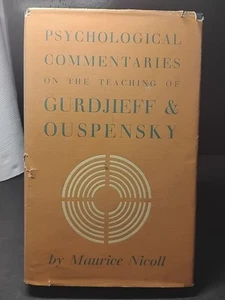 PSYCHOLOGICAL
COMMENTARIES
ON THE TEACHING OF
GURDJIEFF &
OUSPENSKY
by Maurice Nicoll